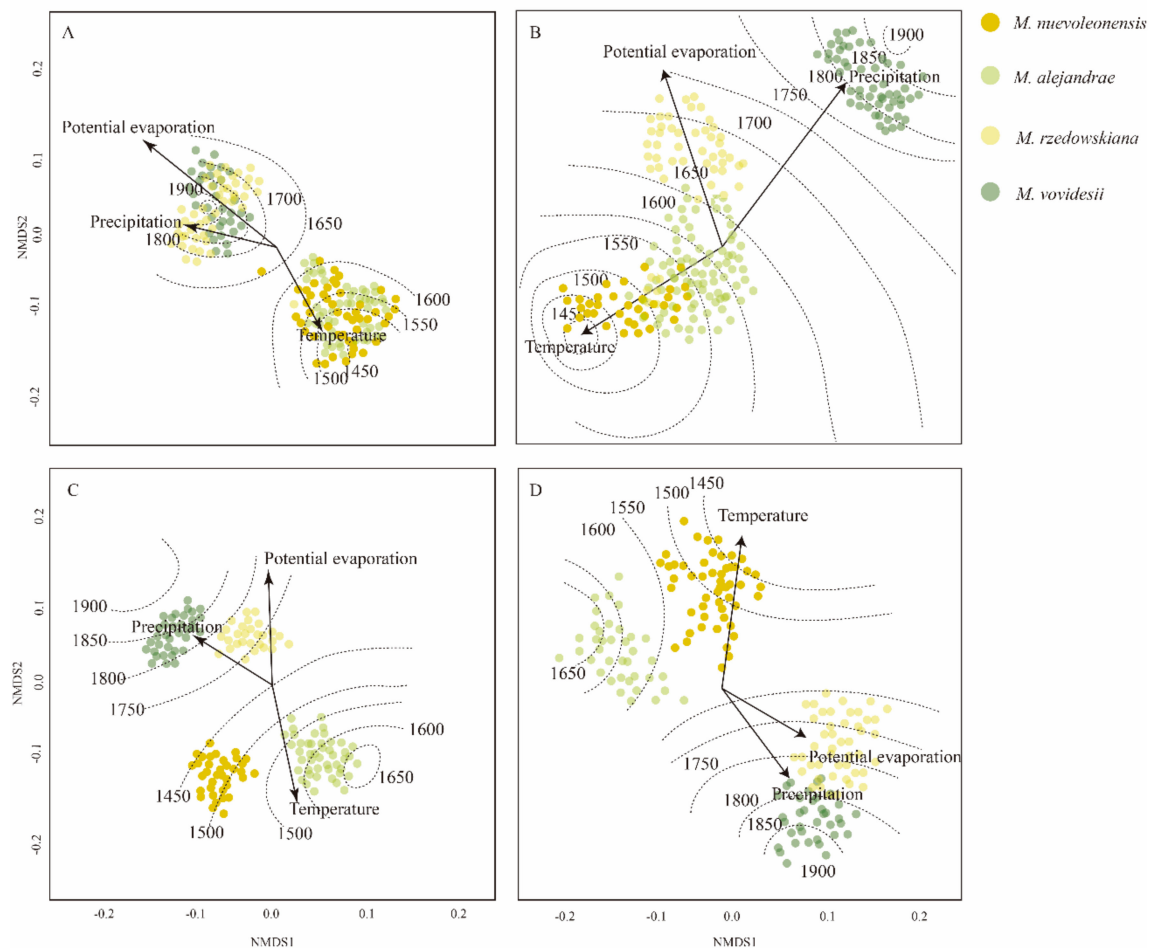 A
0.2
0.1
0.0
-0.1
-0.2
NMDS2
Potential evaporation
1900
1700
Precipitation
1650
1800
1600
1550
Temperature
1500
1450
B
Potential evaporation
1900
1850
1800
Precipitation
1750
1700
1650
1600
1550
1500
145
Temperature
M. nuevoleonensis
M. alejandrae
M. rzedowskiana
M. vovidesii
C
0.2
0.1
0.0
-0.1
-0.2
NMDS2
Potential evaporation
1900
Precipitation
1850
1800
1750
1600
1650
1450
Temperature
1500
1500
-0.2
-0.1
0.0
0.1
0.2
NMDS1
D
1450
1500
1550
Temperature
1600
1650
1750
Potential evaporation
Precipitation
1800
1850
1900
-0.2
-0.1
0.0
0.1
0.2
NMDS1